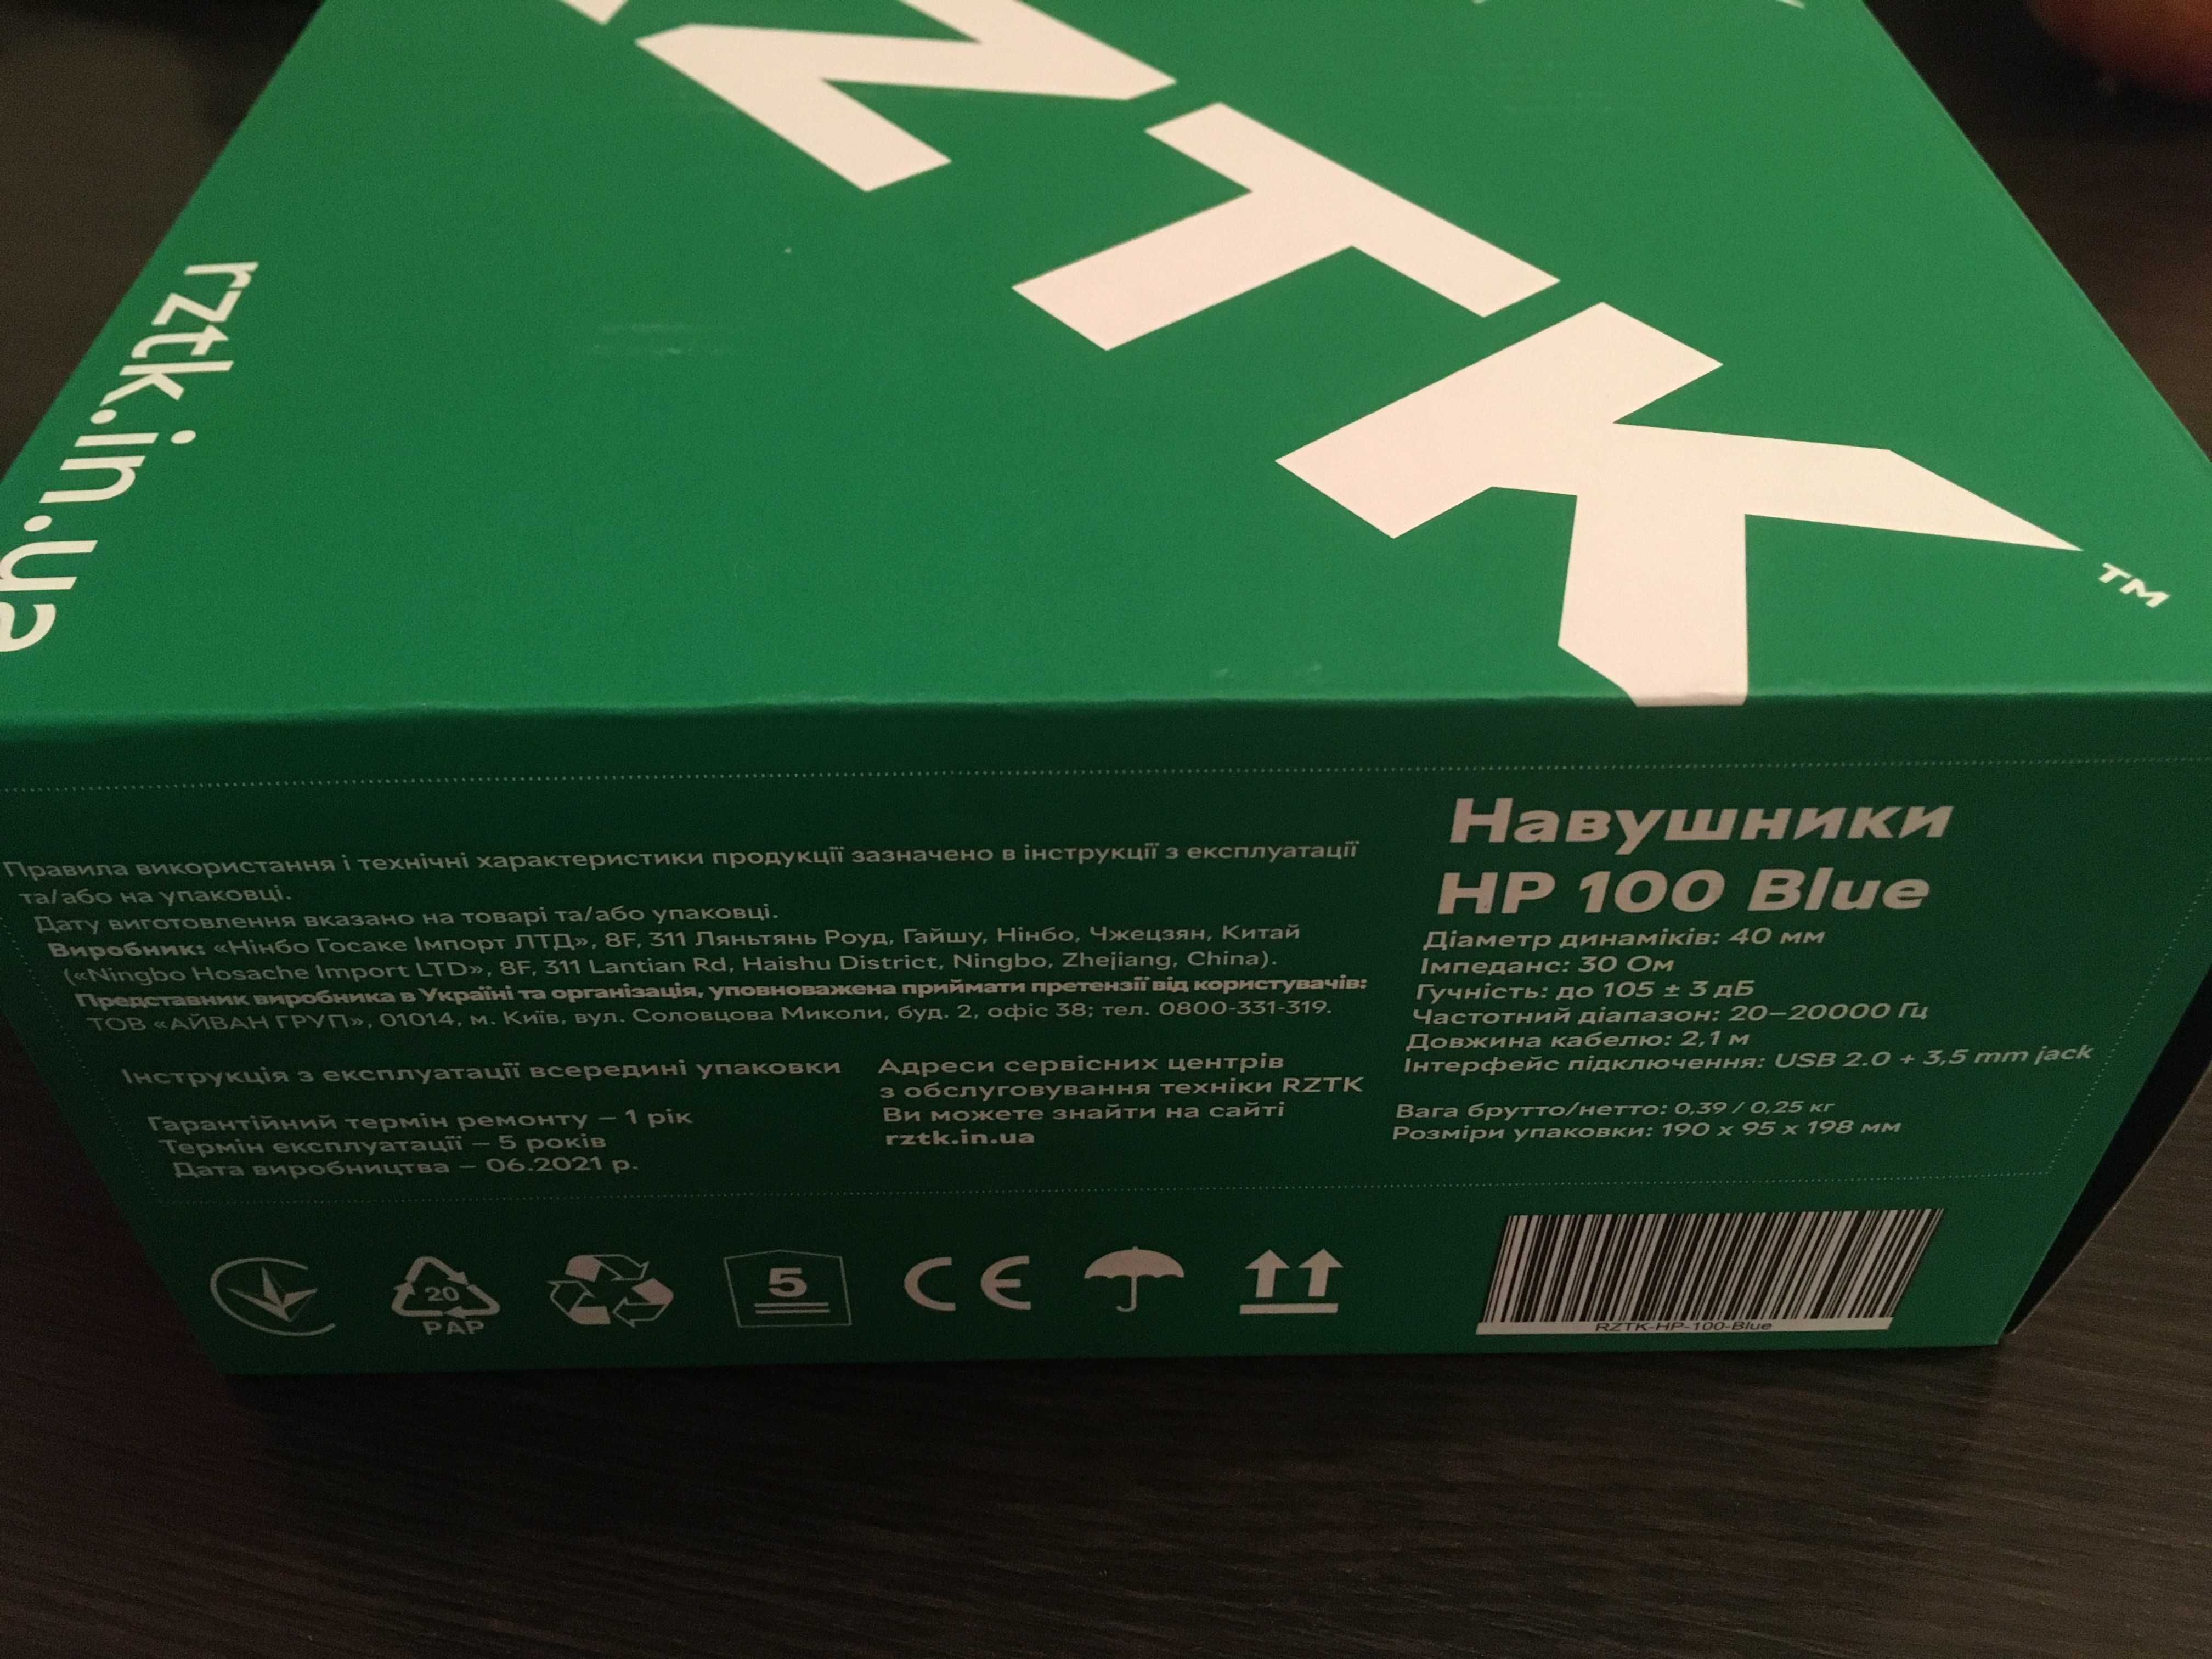 ZTK
TM
rztk.in.ua
Правила використання і технічні характеристики продукції зазначено в інструкції з експлуатації
та/або на упаковці.
Дату виготовлення вказано на товарі та/або упаковці.
Виробник: «Нінбо Госаке Імпорт ЛТД», 8F, 311 Ляньтянь Роуд, Гайшу, Нінбо, Чжецзян, Китай
(«Ningbo Hosache Import LTD», 8F, 311 Lantian Rd, Haishu District, Ningbo, Zhejiang, China).
Представник виробника в Україні та організація, уповноважена приймати претензії від користувачів:
ТОВ «АЙВАН ГРУП», 01014, м. Київ, вул. Соловцова Миколи, буд. 2, офіс 38; тел. 0800-331-319.
Інструкція з експлуатації всередині упаковки
Гарантійний термін ремонту – 1 рік
Термін експлуатації – 5 років
Дата виробництва – 06.2021 р.
Адреси сервісних центрів
з обслуговування техніки RZTK
Ви можете знайти на сайті
rztk.in.ua
Навушники
HP 100 Blue
Діаметр динаміків: 40 мм
Імпеданс: 30 Ом
Гучність: до 105 ± 3 дБ
Частотний діапазон: 20–20000 Гц
Довжина кабелю: 2,1 м
Інтерфейс підключення: USB 2.0 + 3,5 mm jack
Вага брутто/нетто: 0,39 / 0,25 кг
Розміри упаковки: 190 x 95 x 198 мм
20
PAP
5
CE
RZTK-HP-100-Blue